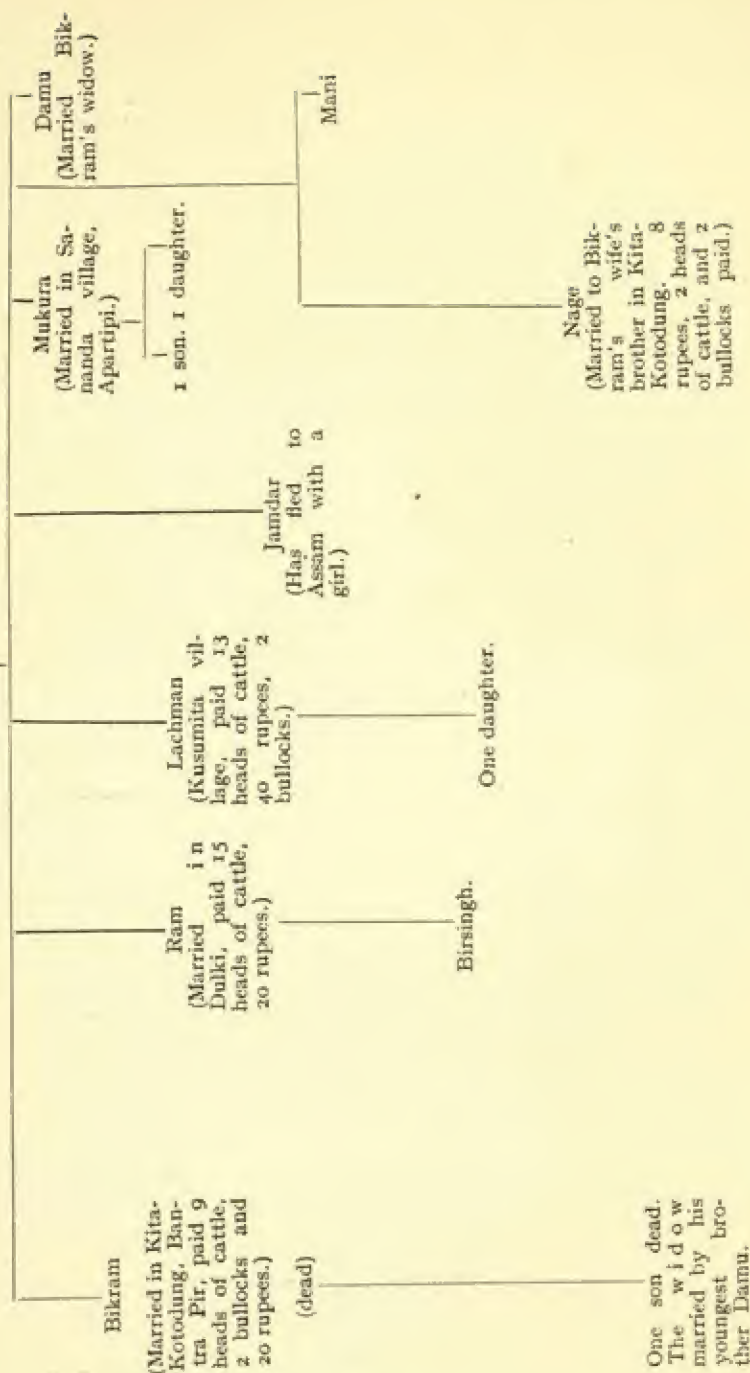 Bikram
(Married in Kita-
Kotodung, Ban-
tra Pir, paid 9
heads of cattle,
2 bullocks and
20 rupees.)
(dead)
One son dead.
The widow
married by his
youngest bro-
ther Damu.
Ram
(Married in
Dulki, paid 15
heads of cattle,
20 rupees.)
Birsingh.
Lachman
(Kusumita vil-
lage, paid 13
heads of cattle,
40 rupees, 2
bullocks.)
One daughter.
Jamdar
(Has fled to
Assam with a
girl.)
Mukura
(Married in Sa-
nanda village,
Apartipi.)
1 son. 1 daughter.
Damu
(Married Bik-
ram's widow.)
Nage
(Married to Bik-
ram's wife's
brother in Kita-
Kotodung. 8
rupees, 2 heads
of cattle, and 2
bullocks paid.)
Mani